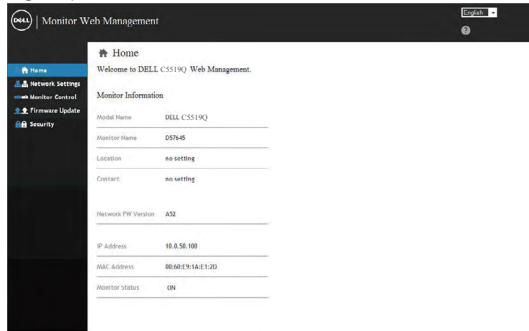 DELL | Monitor Web Management
English
?
Home
Welcome to DELL C5519Q Web Management.
Home
Network Settings
Monitor Control
Firmware Update
Security
Monitor Information
Model Name DELL C5519Q
Monitor Name D57645
Location no setting
Contact no setting
Network FW Version A52
IP Address 10.0.50.100
MAC Address 00:60:E9:1A:E1:2D
Monitor Status ON